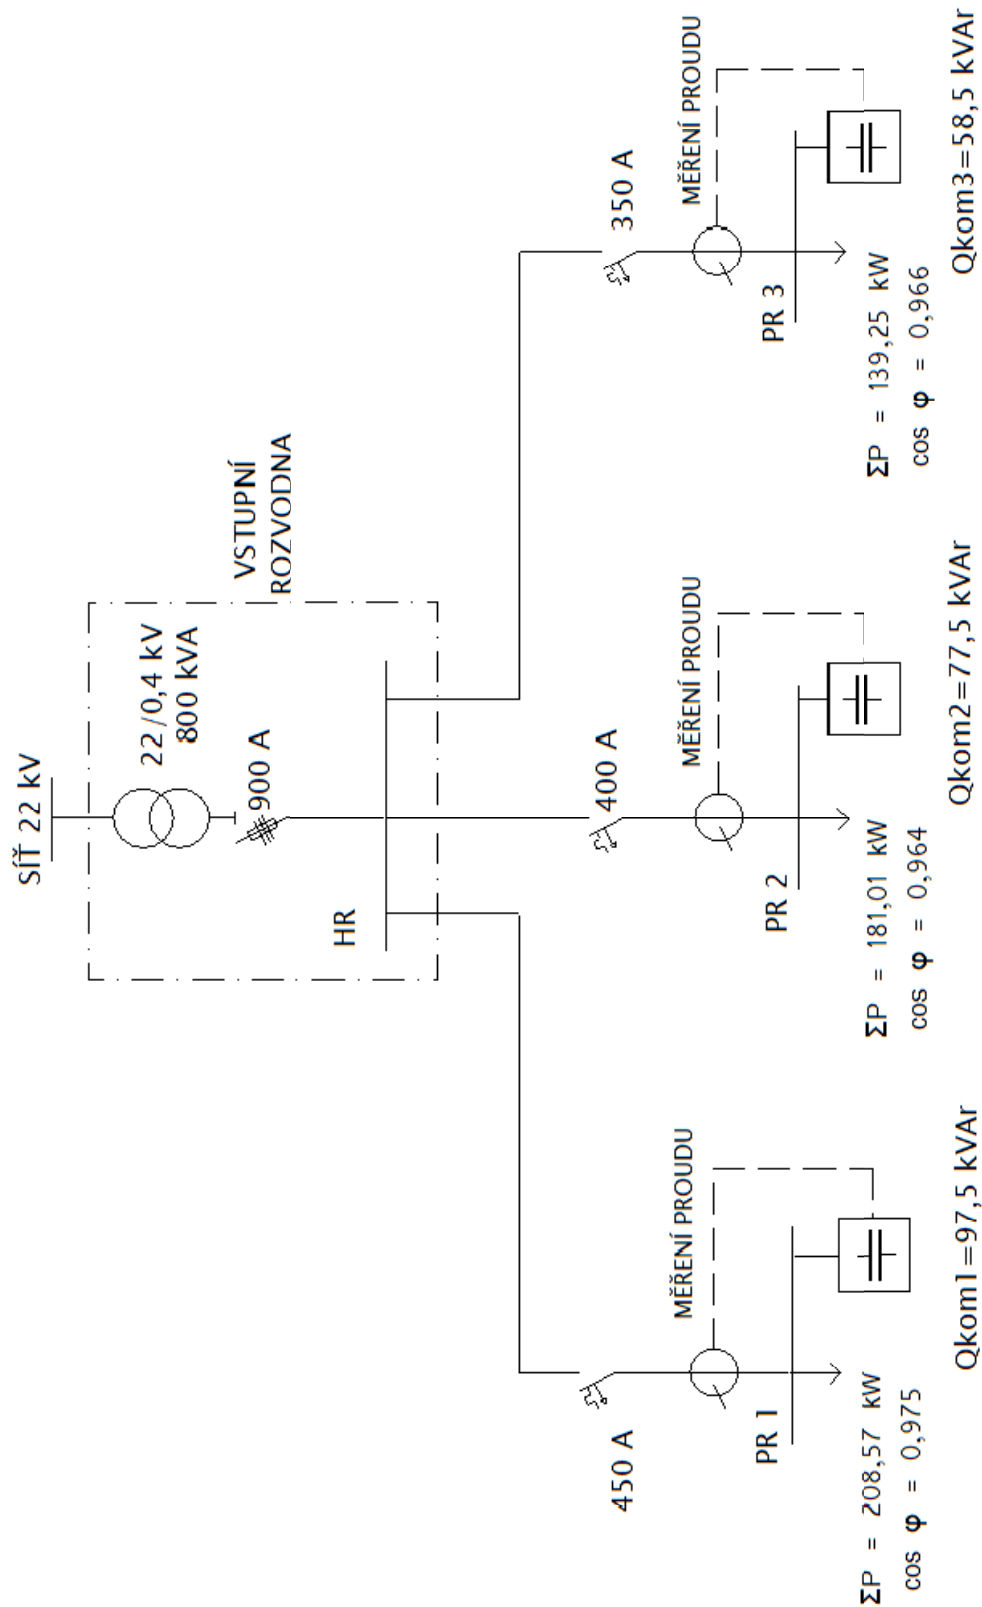 SÍŤ 22 kV
22/0,4 kV
800 kVA
900 A
VSTUPNÍ
ROZVODNA
HR
450 A
400 A
350 A
MĚŘENÍ PROUDU
MĚŘENÍ PROUDU
MĚŘENÍ PROUDU
PR 1
PR 2
PR 3
ΣP = 208,57 kW
cos φ = 0,975
Qkom1=97,5 kVAr
ΣP = 181,01 kW
cos φ = 0,964
Qkom2=77,5 kVAr
ΣP = 139,25 kW
cos φ = 0,966
Qkom3=58,5 kVAr